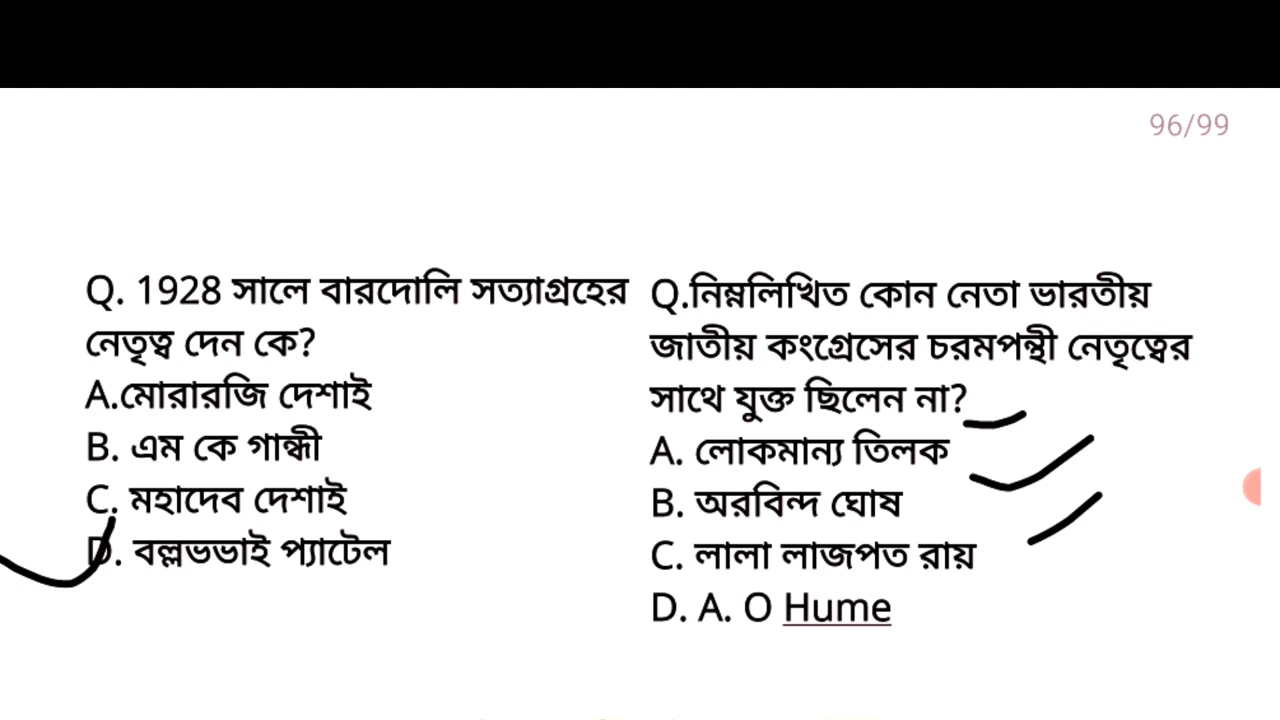 96/99
Q. 1928 সালে বারদোলি সত্যাগ্রহের
নেতৃত্ব দেন কে?
A.মোরারজি দেশাই
B. এম কে গান্ধী
C. মহাদেব দেশাই
D. বল্লভভাই প্যাটেল
Q.নিম্নলিখিত কোন নেতা ভারতীয়
জাতীয় কংগ্রেসের চরমপন্থী নেতৃত্বের
সাথে যুক্ত ছিলেন না?
A. লোকমান্য তিলক
B. অরবিন্দ ঘোষ
C. লালা লাজপত রায়
D. A. O Hume